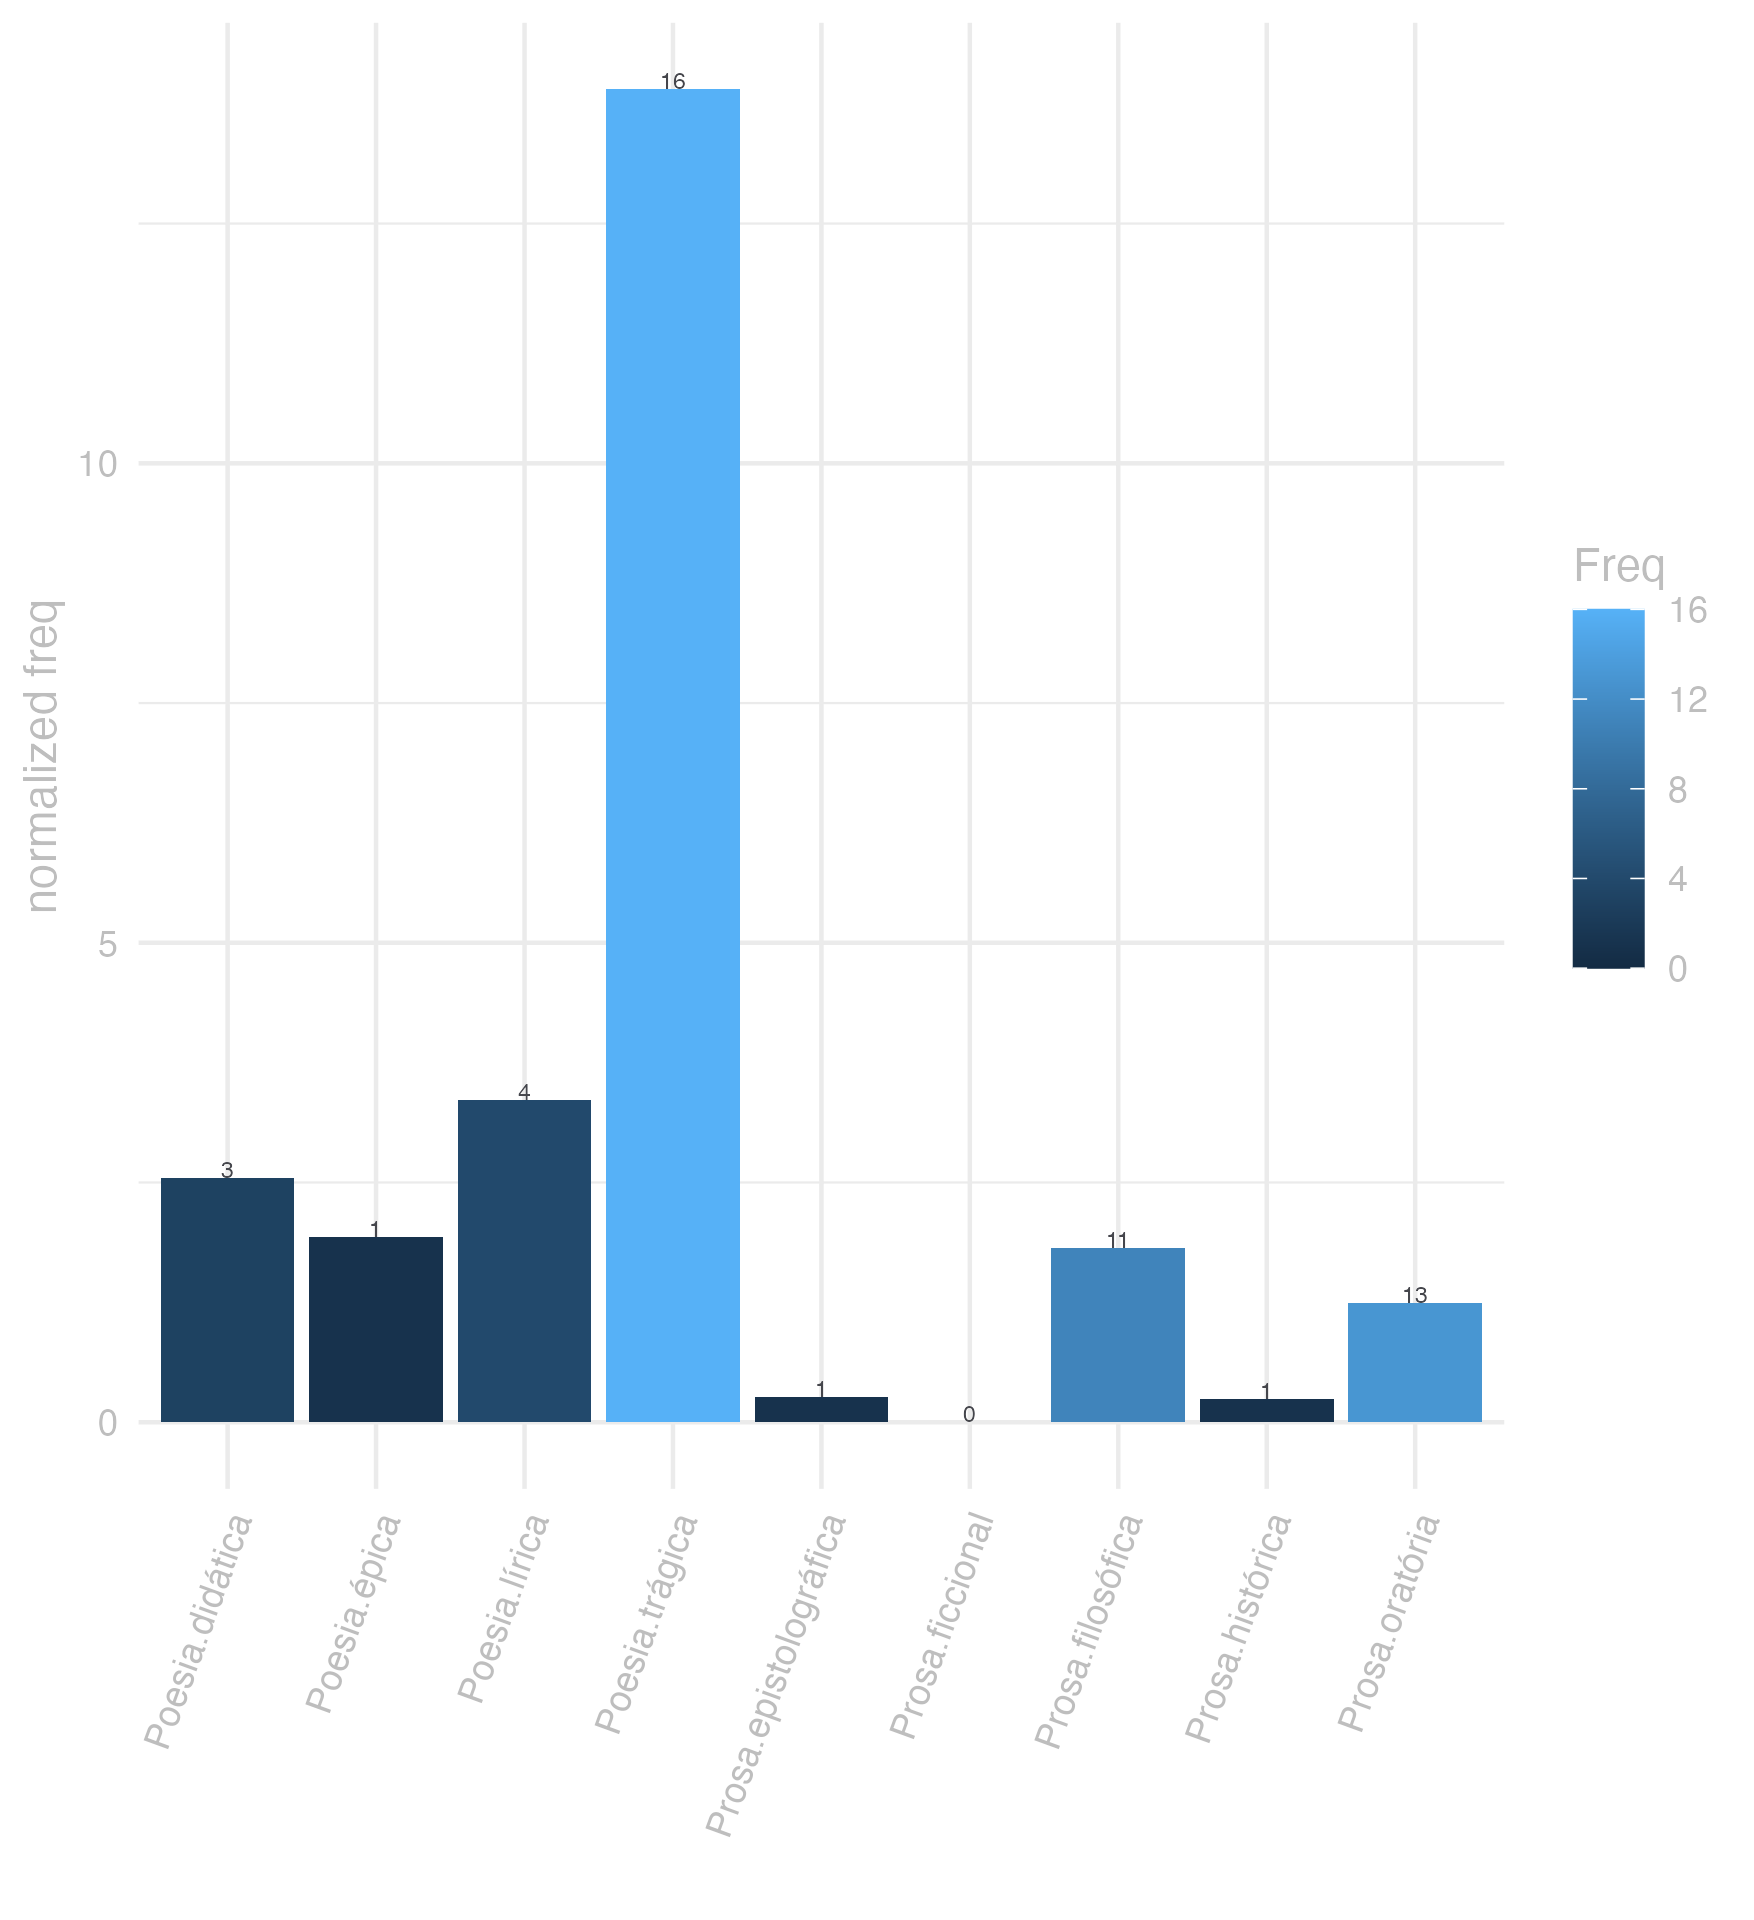 normalized freq
10
5
0
3
1
4
16
1
0
11
1
13
Poesia.didática
Poesia.épica
Poesia.lírica
Poesia.trágica
Prosa.epistolográfica
Prosa.ficcional
Prosa.filosófica
Prosa.histórica
Prosa.oratória
Freq
16
12
8
4
0